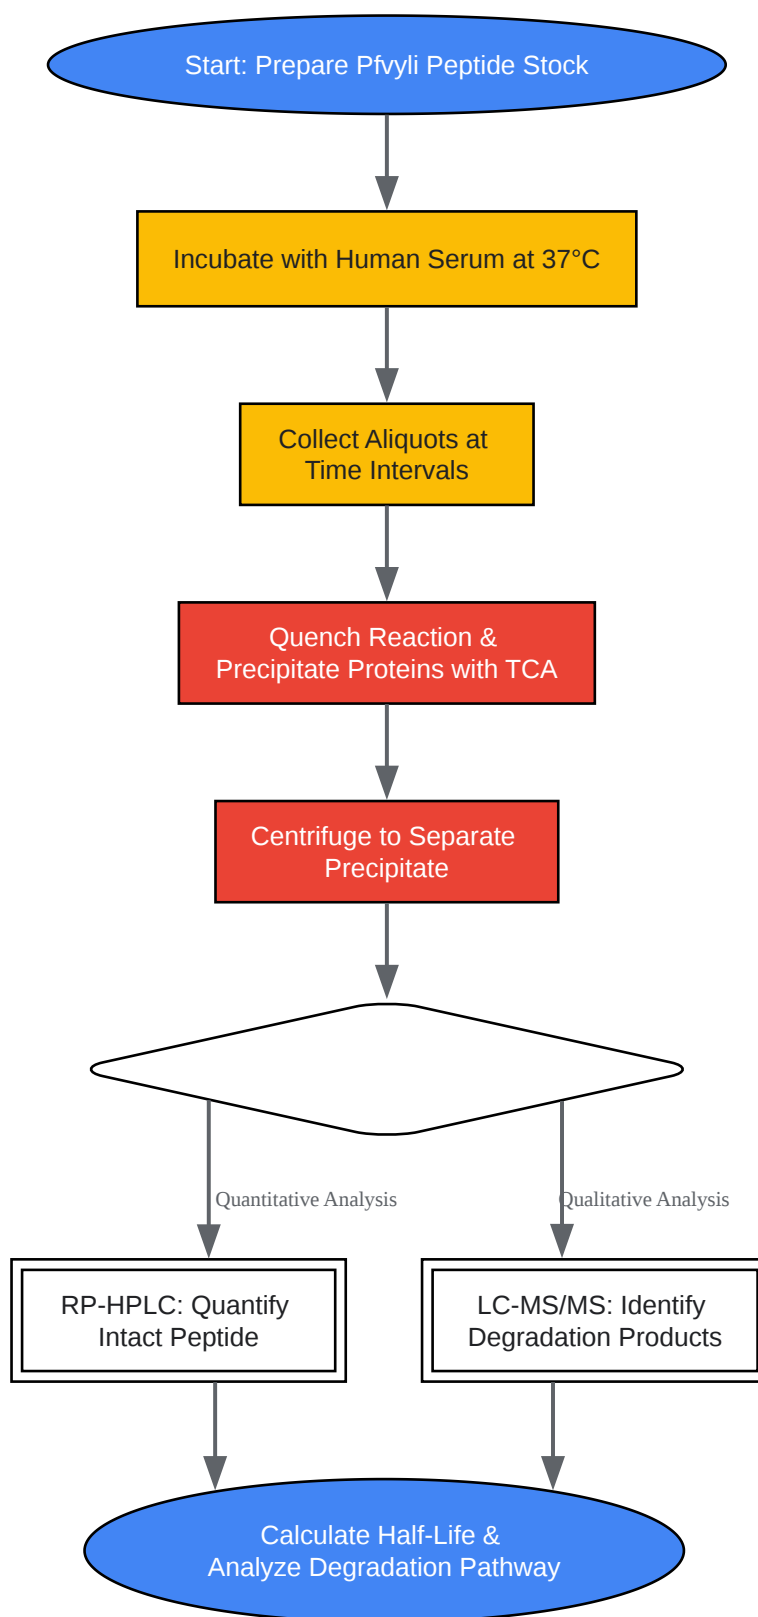 Start: Prepare Pfvyli Peptide Stock
Incubate with Human Serum at 37°C
Collect Aliquots at
Time Intervals
Quench Reaction &
Precipitate Proteins with TCA
Centrifuge to Separate
Precipitate
Quantitative Analysis
Qualitative Analysis
RP-HPLC: Quantify
Intact Peptide
LC-MS/MS: Identify
Degradation Products
Calculate Half-Life &
Analyze Degradation Pathway